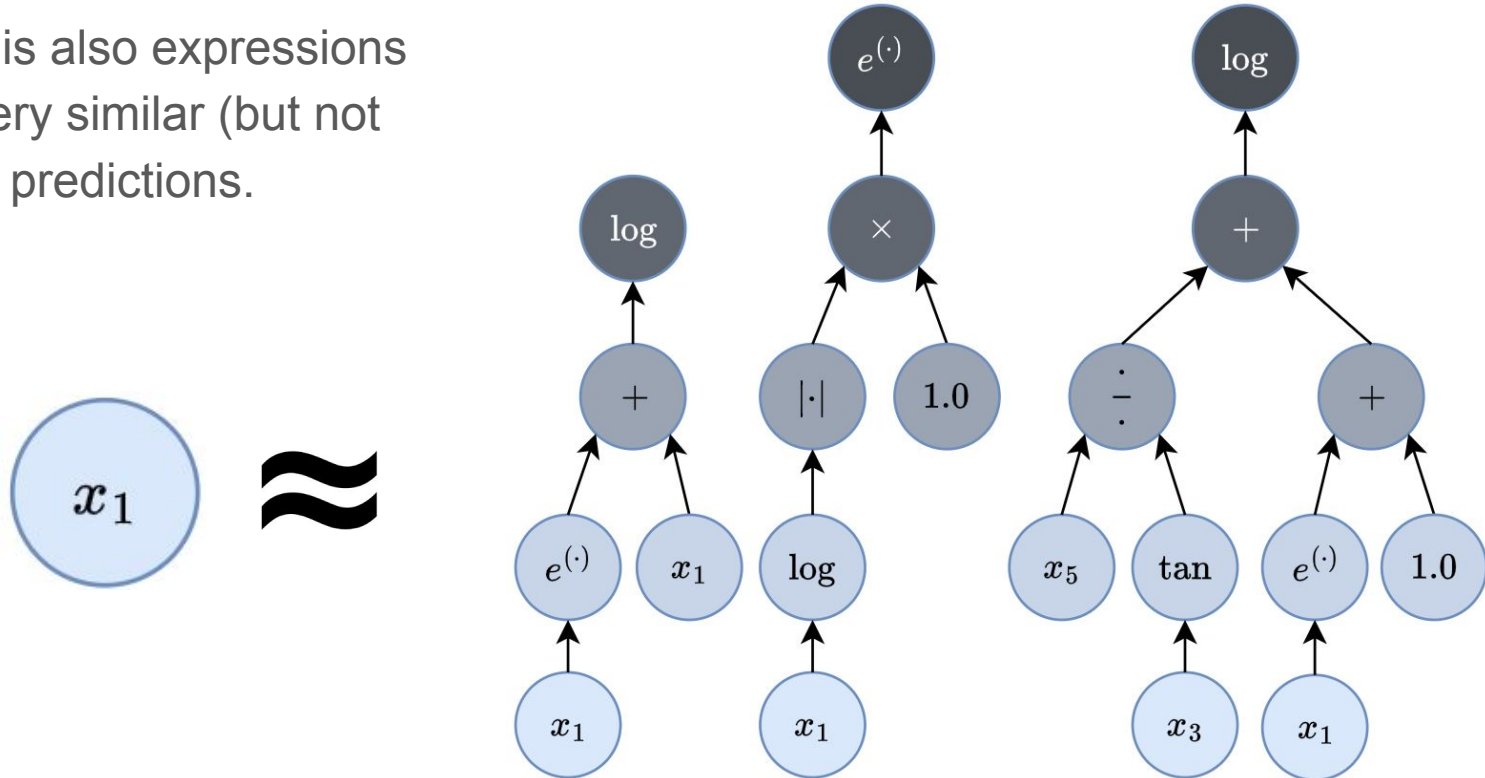 is also expressions
ery similar (but not
predictions.
e^(·)
log
log
×
+
+
|·|
1.0
÷
+
x₁
≈
e^(·)
x₁
log
x₅
tan
e^(·)
1.0
x₁
x₁
x₃
x₁